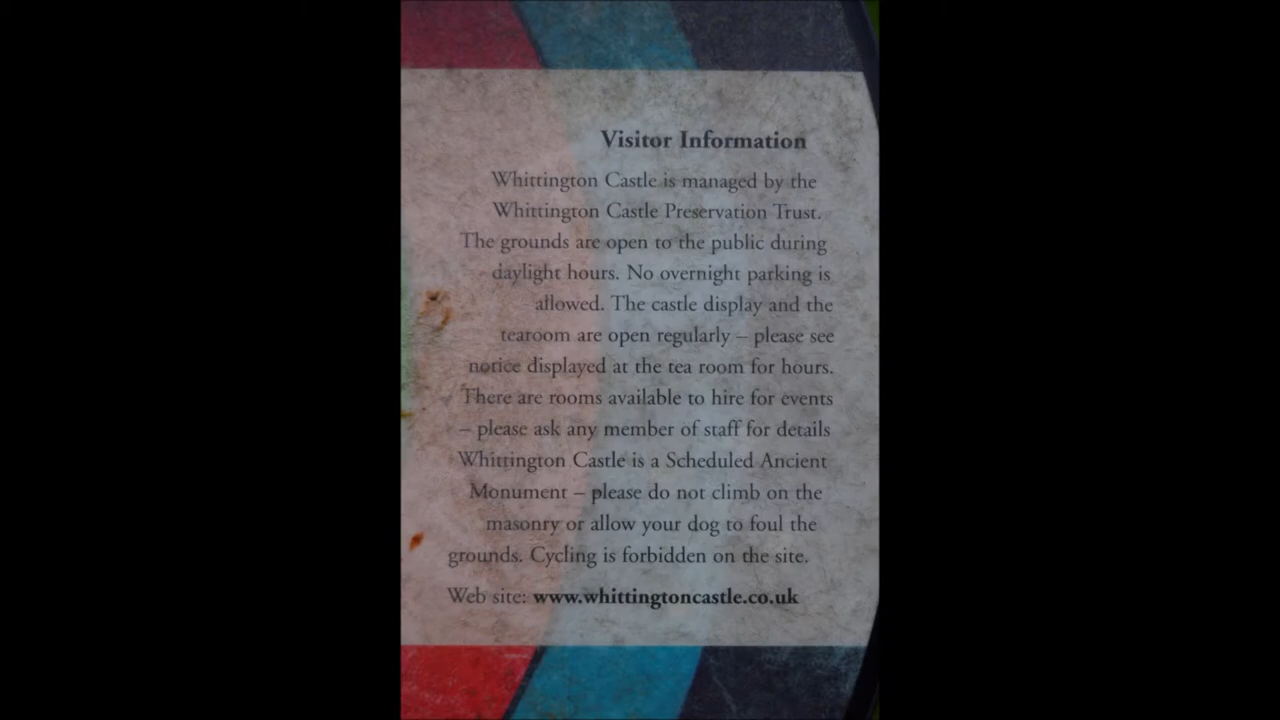 Visitor Information
Whittington Castle is managed by the
Whittington Castle Preservation Trust.
The grounds are open to the public during
daylight hours. No overnight parking is
allowed. The castle display and the
tearoom are open regularly – please see
notice displayed at the tea room for hours.
There are rooms available to hire for events
– please ask any member of staff for details
Whittington Castle is a Scheduled Ancient
Monument – please do not climb on the
masonry or allow your dog to foul the
grounds. Cycling is forbidden on the site.
Web site: www.whittingtoncastle.co.uk